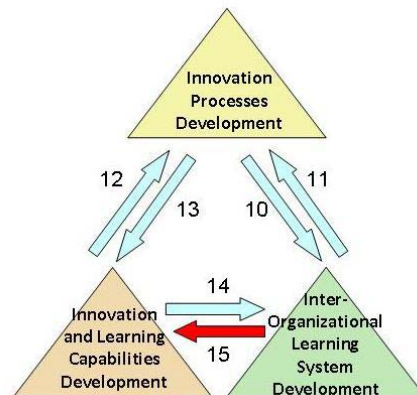 Innovation
Processes
Development
12
11
13
10
14
15
Innovation
and Learning
Capabilities
Development
Inter-
Organizational
Learning
System
Development